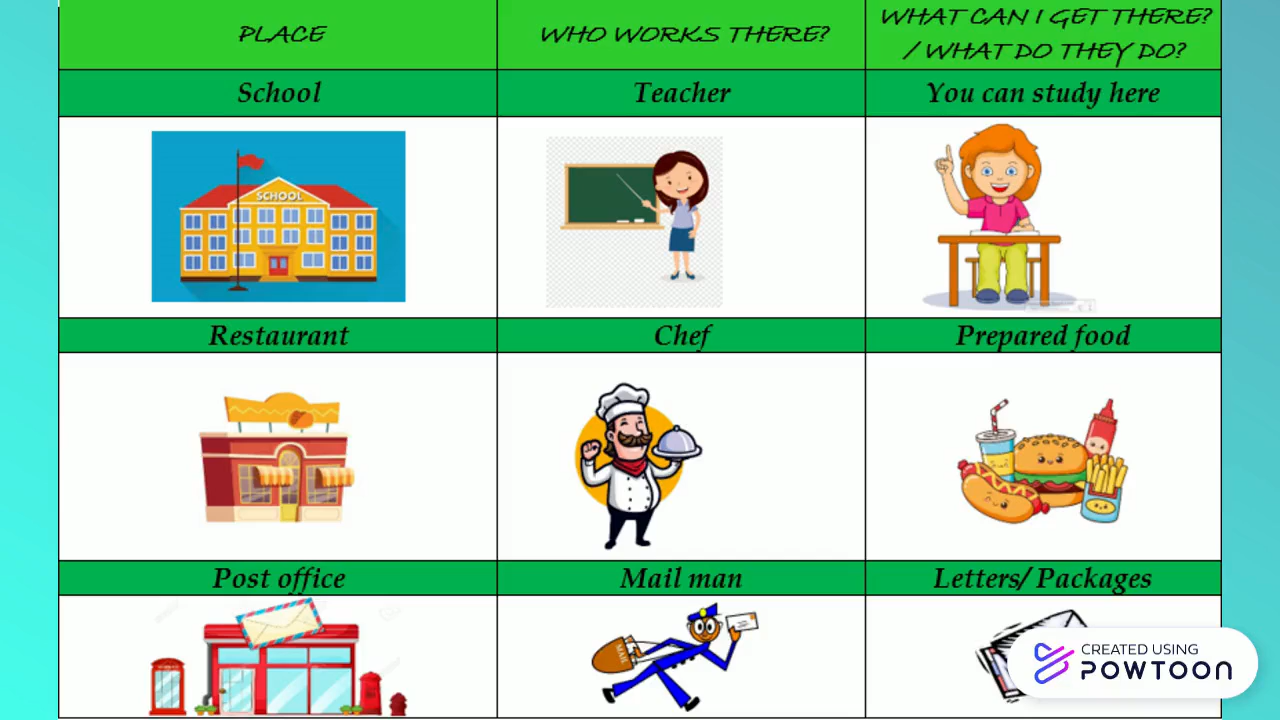 PLACE
WHO WORKS THERE?
WHAT CAN I GET THERE?
/ WHAT DO THEY DO?
School
Teacher
You can study here
SCHOOL
Restaurant
Chef
Prepared food
Post office
Mail man
Letters/ Packages
MAIL
CREATED USING
POWTOON